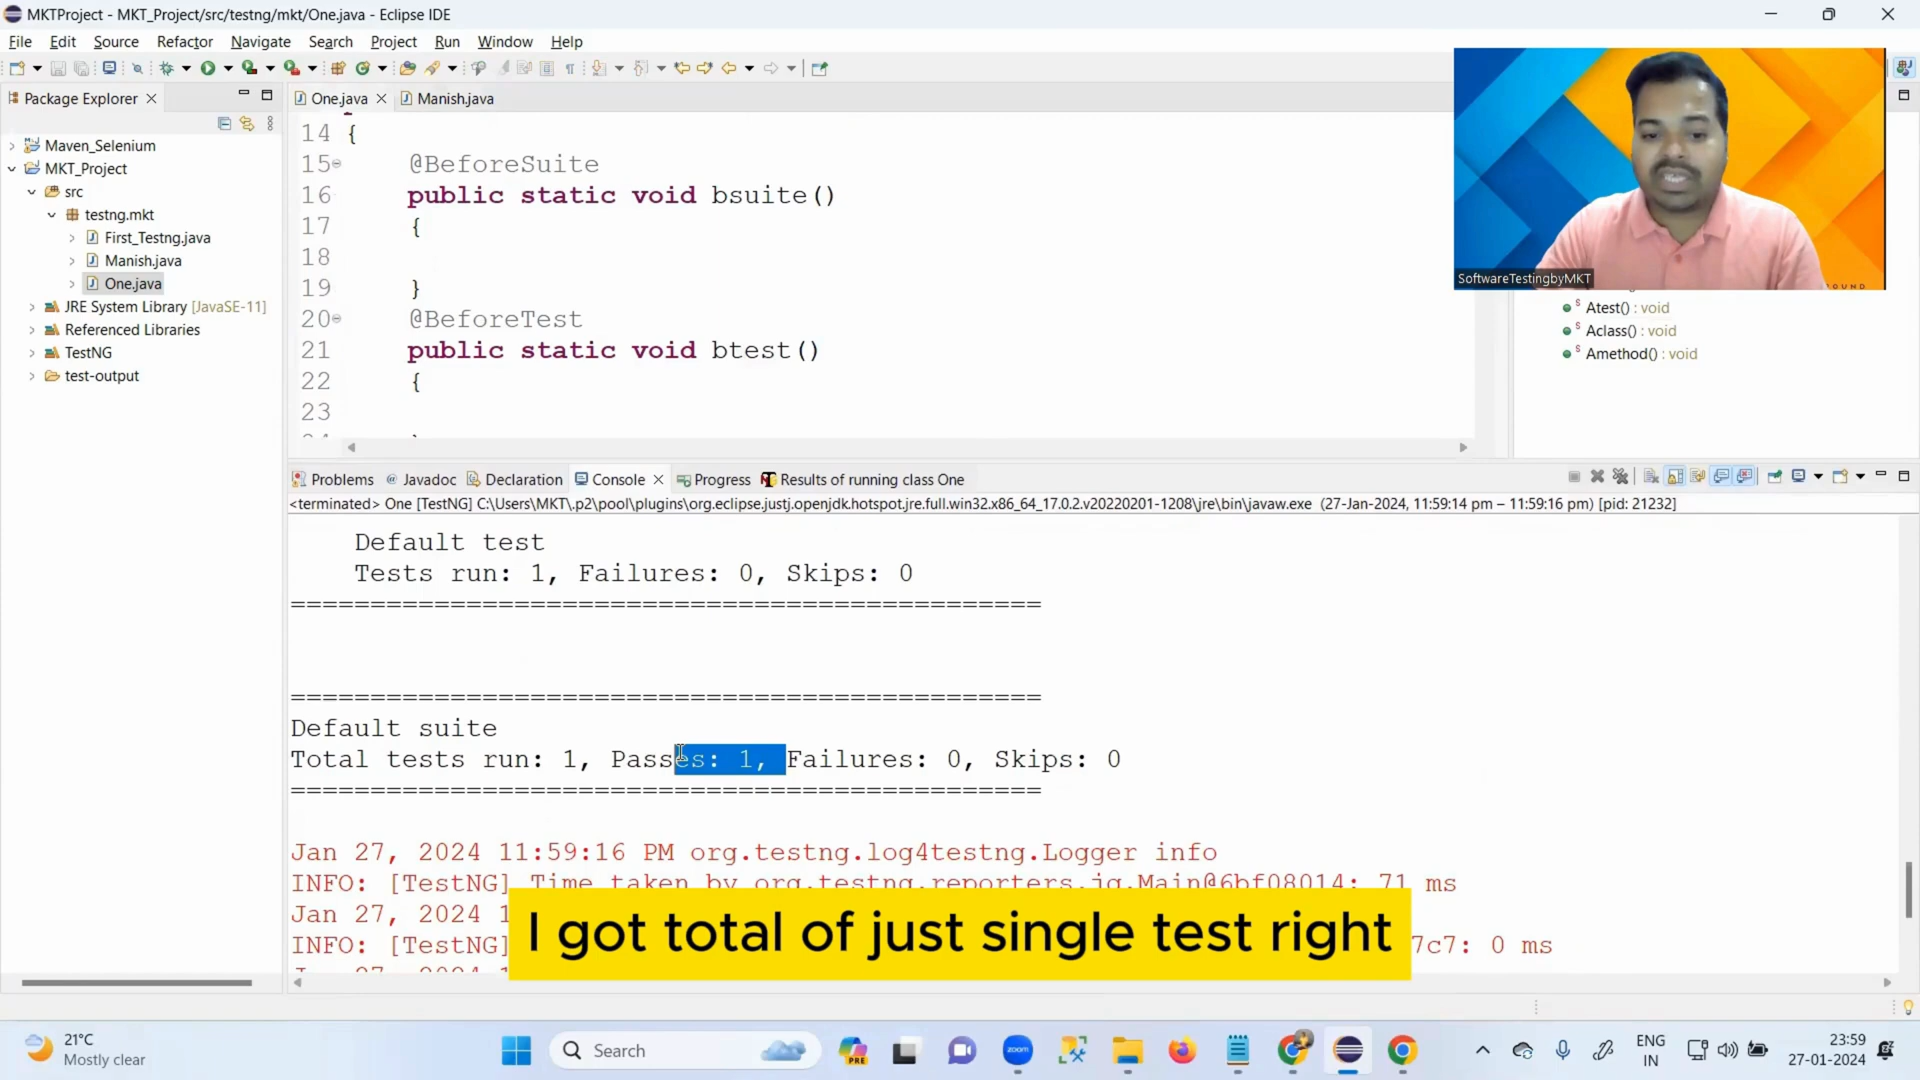 MKTProject - MKT_Project/src/testng/mkt/One.java - Eclipse IDE
File Edit Source Refactor Navigate Search Project Run Window Help
Package Explorer
One.java
Manish.java
Maven_Selenium
MKT_Project
src
testng.mkt
First_Testng.java
Manish.java
One.java
JRE System Library [JavaSE-11]
Referenced Libraries
TestNG
test-output
14 {
15 @BeforeSuite
16 public static void bsuite()
17 {
18
19 }
20 @BeforeTest
21 public static void btest()
22 {
23
SoftwareTestingbyMKT
OUND
Atest() : void
Aclass() : void
Amethod() : void
Problems Javadoc Declaration Console Progress Results of running class One
<terminated> One [TestNG] C:\Users\MKT\.p2\pool\plugins\org.eclipse.justj.openjdk.hotspot.jre.full.win32.x86_64_17.0.2.v20220201-1208\jre\bin\javaw.exe (27-Jan-2024, 11:59:14 pm – 11:59:16 pm) [pid: 21232]
Default test
Tests run: 1, Failures: 0, Skips: 0
===============================================
===============================================
Default suite
Total tests run: 1, Passes: 1, Failures: 0, Skips: 0
===============================================
Jan 27, 2024 11:59:16 PM org.testng.log4testng.Logger info
INFO: [TestNG] Time taken by org.testng.reporters.jq.Main@6bf08014: 71 ms
Jan 27, 2024 1
INFO: [TestNG] 7c7: 0 ms
I got total of just single test right
21°C
Mostly clear
Search
PRE
zoom
ENG
IN
23:59
27-01-2024